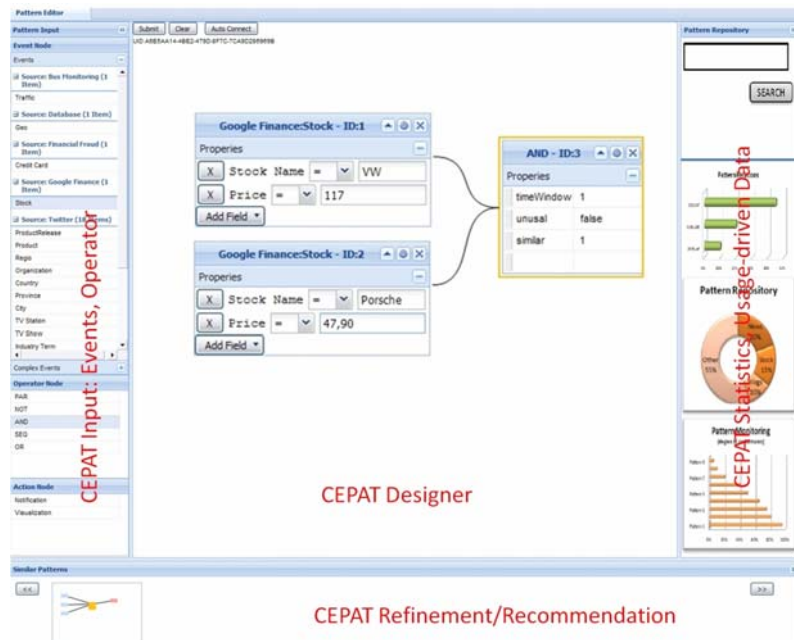 Pattern Editor
Pattern Input
Event Node
Events
Source: Bus Monitoring (1 Item)
Traffic
Source: Database (1 Item)
Geo
Source: Financial Fraud (1 Item)
Credit Card
Source: Google Finance (1 Item)
Stock
Source: Twitter
ProductRelease
Product
Organization
Country
Province
City
TV Station
TV Show
Industry Term
Complex Events
Operator Node
PAR
NOT
AND
SEQ
OR
Action Node
Notification
Visualization
CEPAT Input: Events, Operator
Submit Clear Auto Connect
Google Finance:Stock - ID:1
Properies
X Stock Name = VW
X Price = 117
Add Field
Google Finance:Stock - ID:2
Properies
X Stock Name = Porsche
X Price = 47,90
Add Field
AND - ID:3
Properies
timeWindow 1
unusal false
similar 1
CEPAT Designer
Pattern Repository
SEARCH
Pattern Repository
Other
55%
Pattern Monitoring
CEPAT Statistics, Usage-driven Data
Similar Patterns
<<
>>
CEPAT Refinement/Recommendation